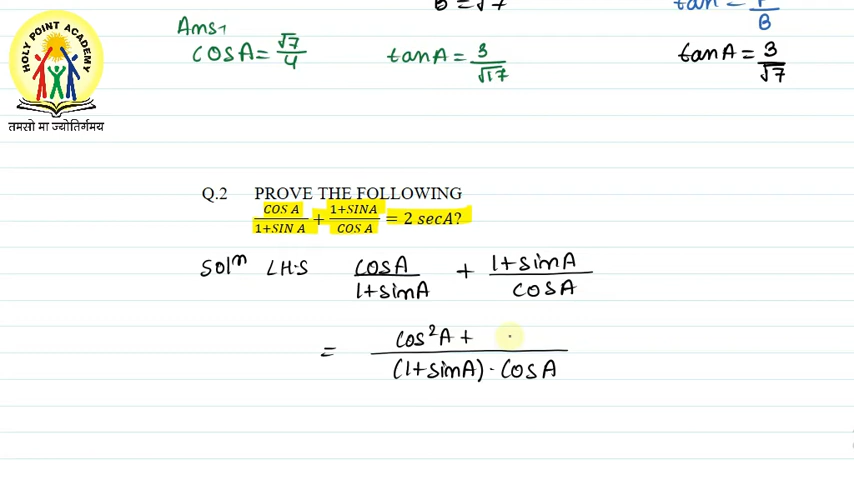 B = √7
tan = P/B
Ans→
COSA = √7/4
tanA = 3/√17
tanA = 3/√7
HOLY POINT ACADEMY
तमसो मा ज्योतिर्गमय
Q.2 PROVE THE FOLLOWING
COS A/1+SIN A + 1+SINA/COS A = 2 secA?
Solⁿ LH·S cosA/1+sinA + 1+sinA/cosA
= cos²A + / (1+sinA) · cosA